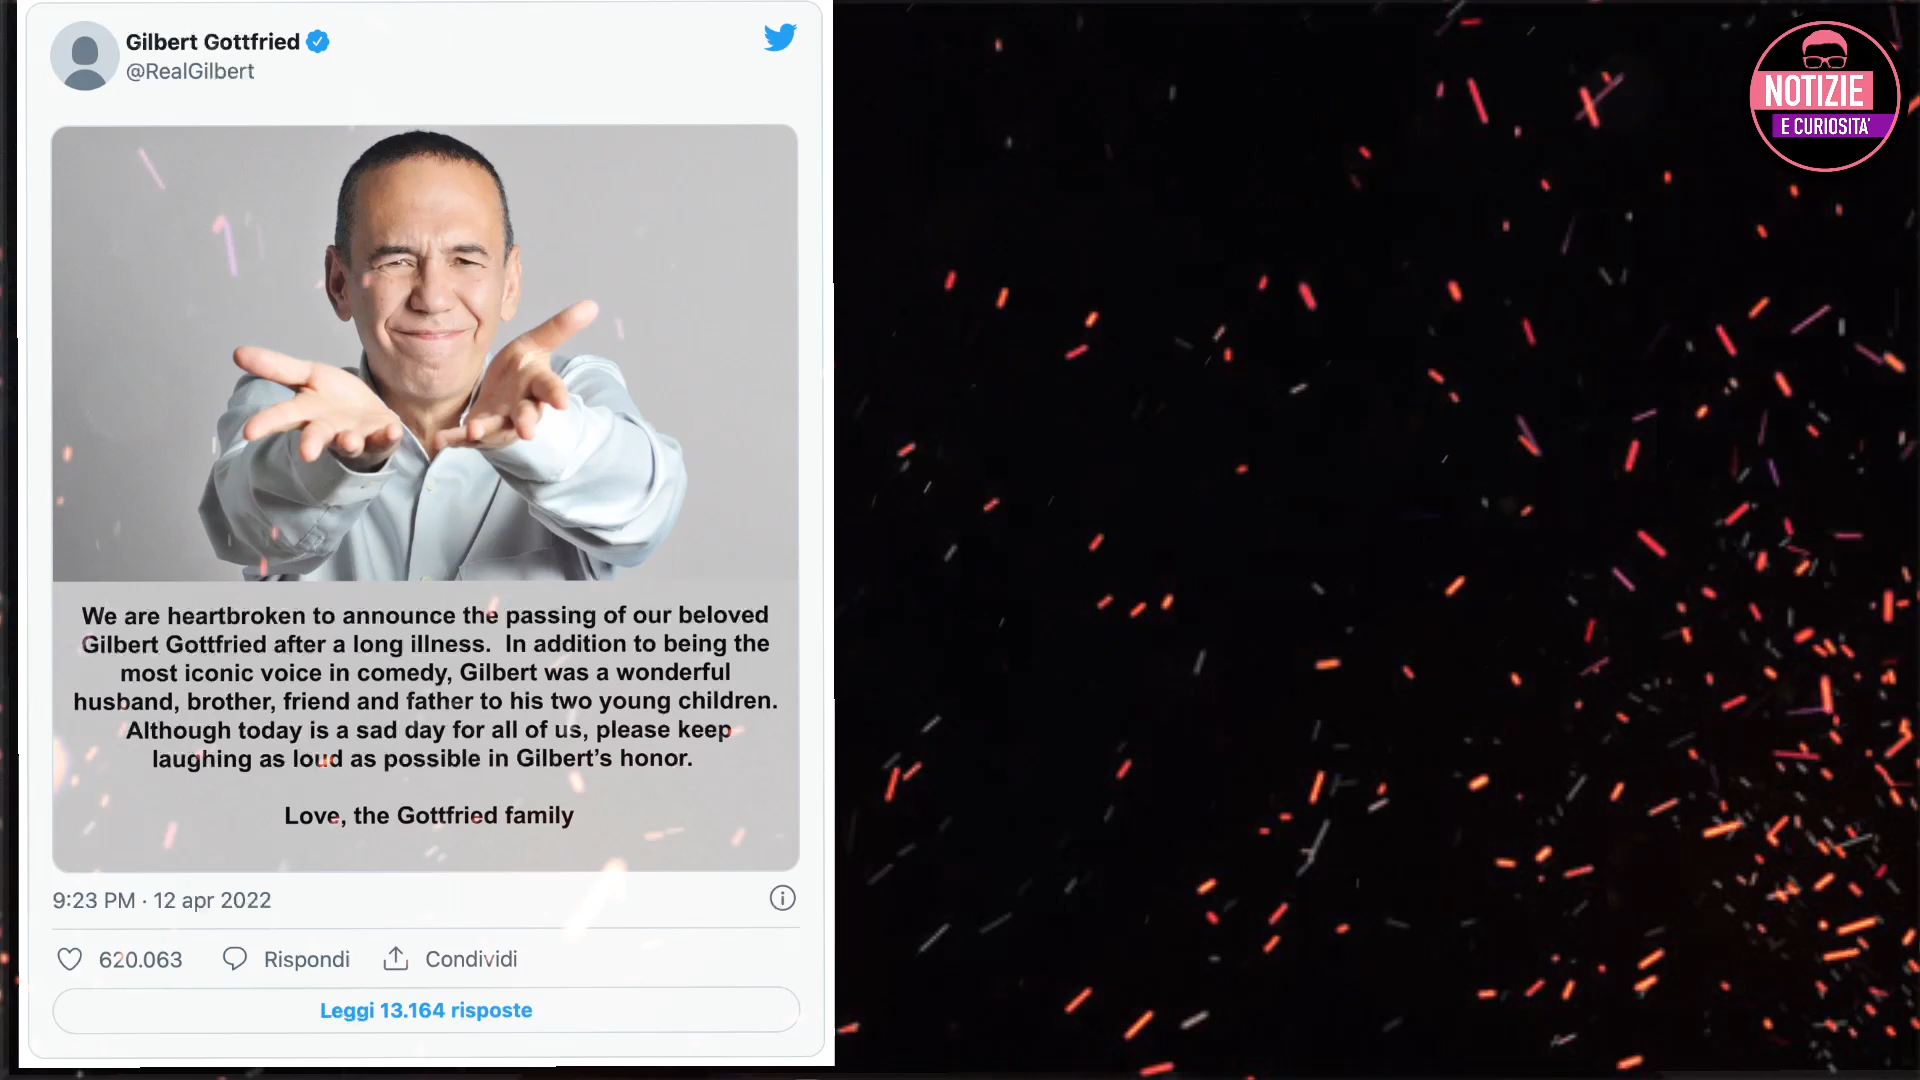 Gilbert Gottfried
@RealGilbert
NOTIZIE
E CURIOSITA'
We are heartbroken to announce the passing of our beloved
Gilbert Gottfried after a long illness.  In addition to being the
most iconic voice in comedy, Gilbert was a wonderful
husband, brother, friend and father to his two young children.
Although today is a sad day for all of us, please keep
laughing as loud as possible in Gilbert’s honor.
Love, the Gottfried family
9:23 PM · 12 apr 2022
620.063 Rispondi Condividi
Leggi 13.164 risposte